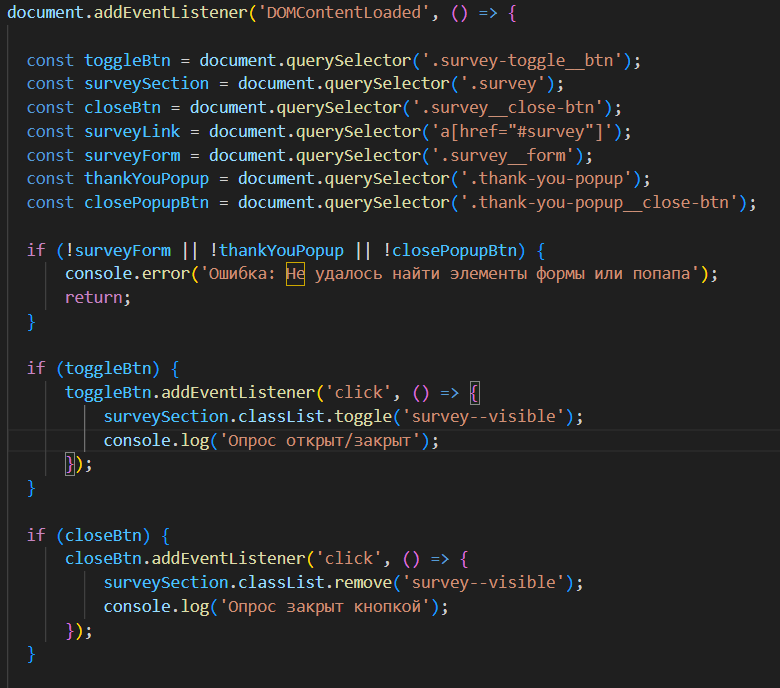 document.addEventListener('DOMContentLoaded', () => {
const toggleBtn = document.querySelector('.survey-toggle__btn');
const surveySection = document.querySelector('.survey');
const closeBtn = document.querySelector('.survey__close-btn');
const surveyLink = document.querySelector('a[href="#survey"]');
const surveyForm = document.querySelector('.survey__form');
const thankYouPopup = document.querySelector('.thank-you-popup');
const closePopupBtn = document.querySelector('.thank-you-popup__close-btn');
if (!surveyForm || !thankYouPopup || !closePopupBtn) {
console.error('Ошибка: Не удалось найти элементы формы или попапа');
return;
}
if (toggleBtn) {
toggleBtn.addEventListener('click', () => {
surveySection.classList.toggle('survey--visible');
console.log('Опрос открыт/закрыт');
});
}
if (closeBtn) {
closeBtn.addEventListener('click', () => {
surveySection.classList.remove('survey--visible');
console.log('Опрос закрыт кнопкой');
});
}